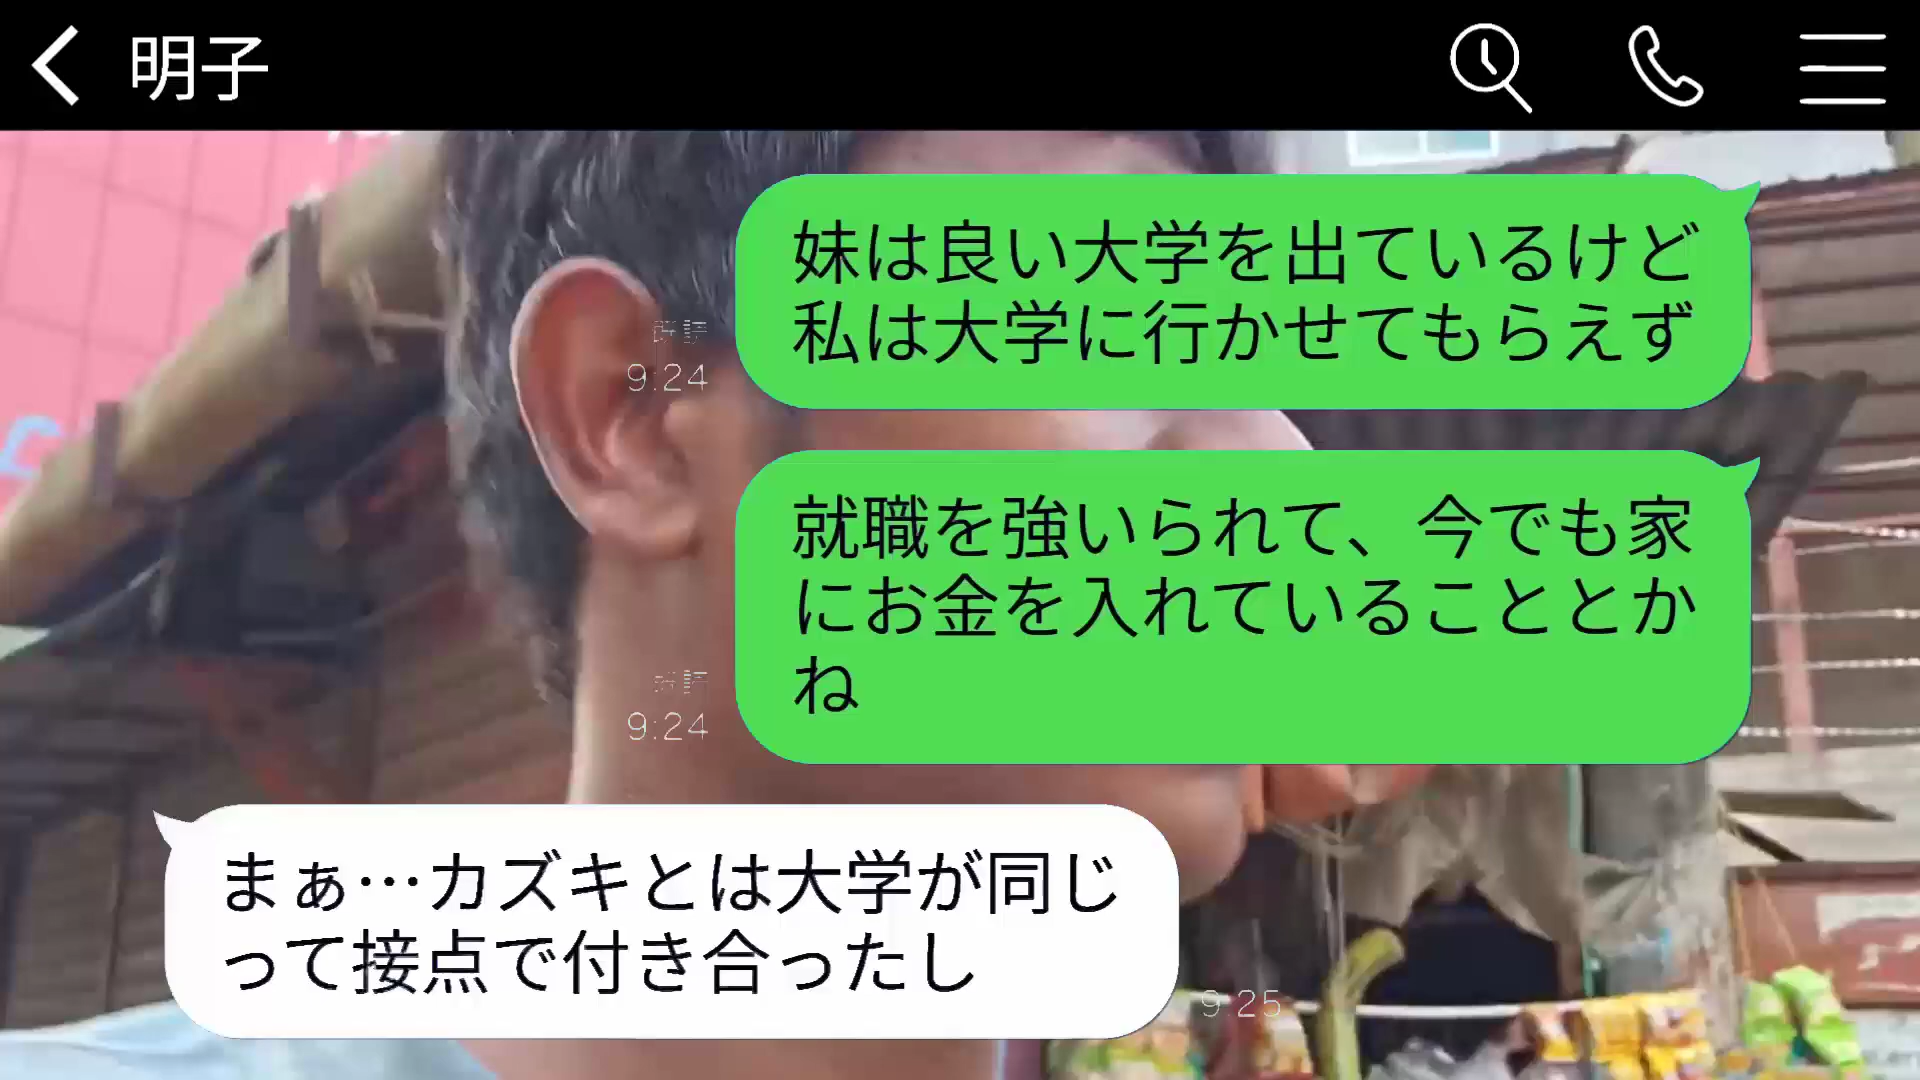 明子
妹は良い大学を出ているけど
私は大学に行かせてもらえず
既読
9:24
就職を強いられて、今でも家
にお金を入れていることとか
ね
既読
9:24
まぁ…カズキとは大学が同じ
って接点で付き合ったし
9:25